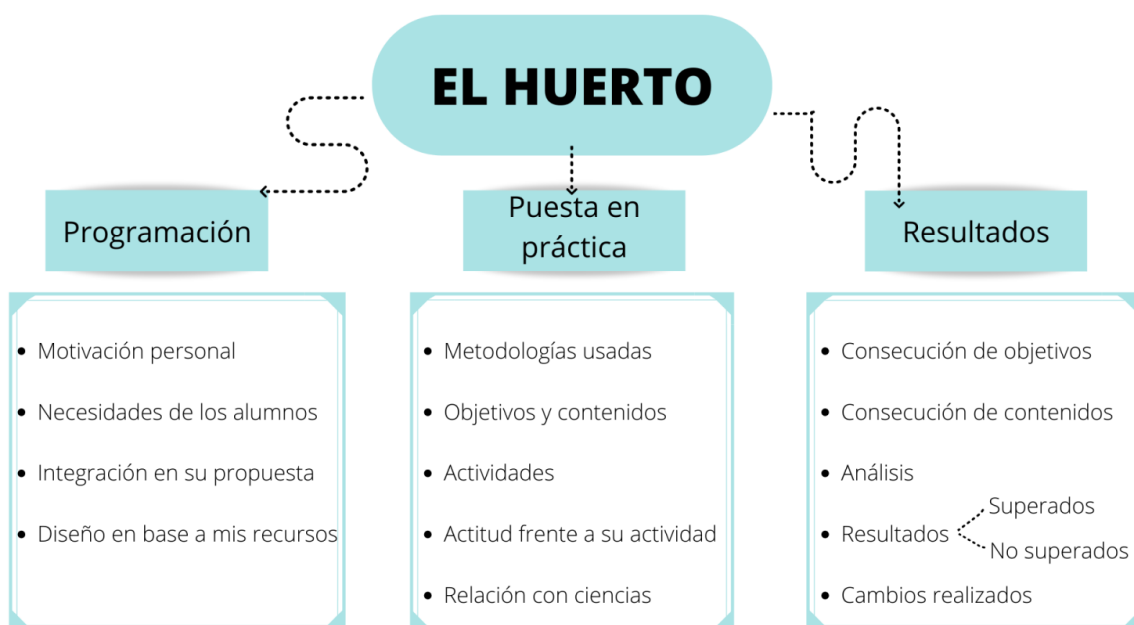 EL HUERTO
Programación
Motivación personal
Necesidades de los alumnos
Integración en su propuesta
Diseño en base a mis recursos
Puesta en
práctica
Metodologías usadas
Objetivos y contenidos
Actividades
Actitud frente a su actividad
Relación con ciencias
Resultados
Consecución de objetivos
Consecución de contenidos
Análisis
Resultados
Superados
No superados
Cambios realizados